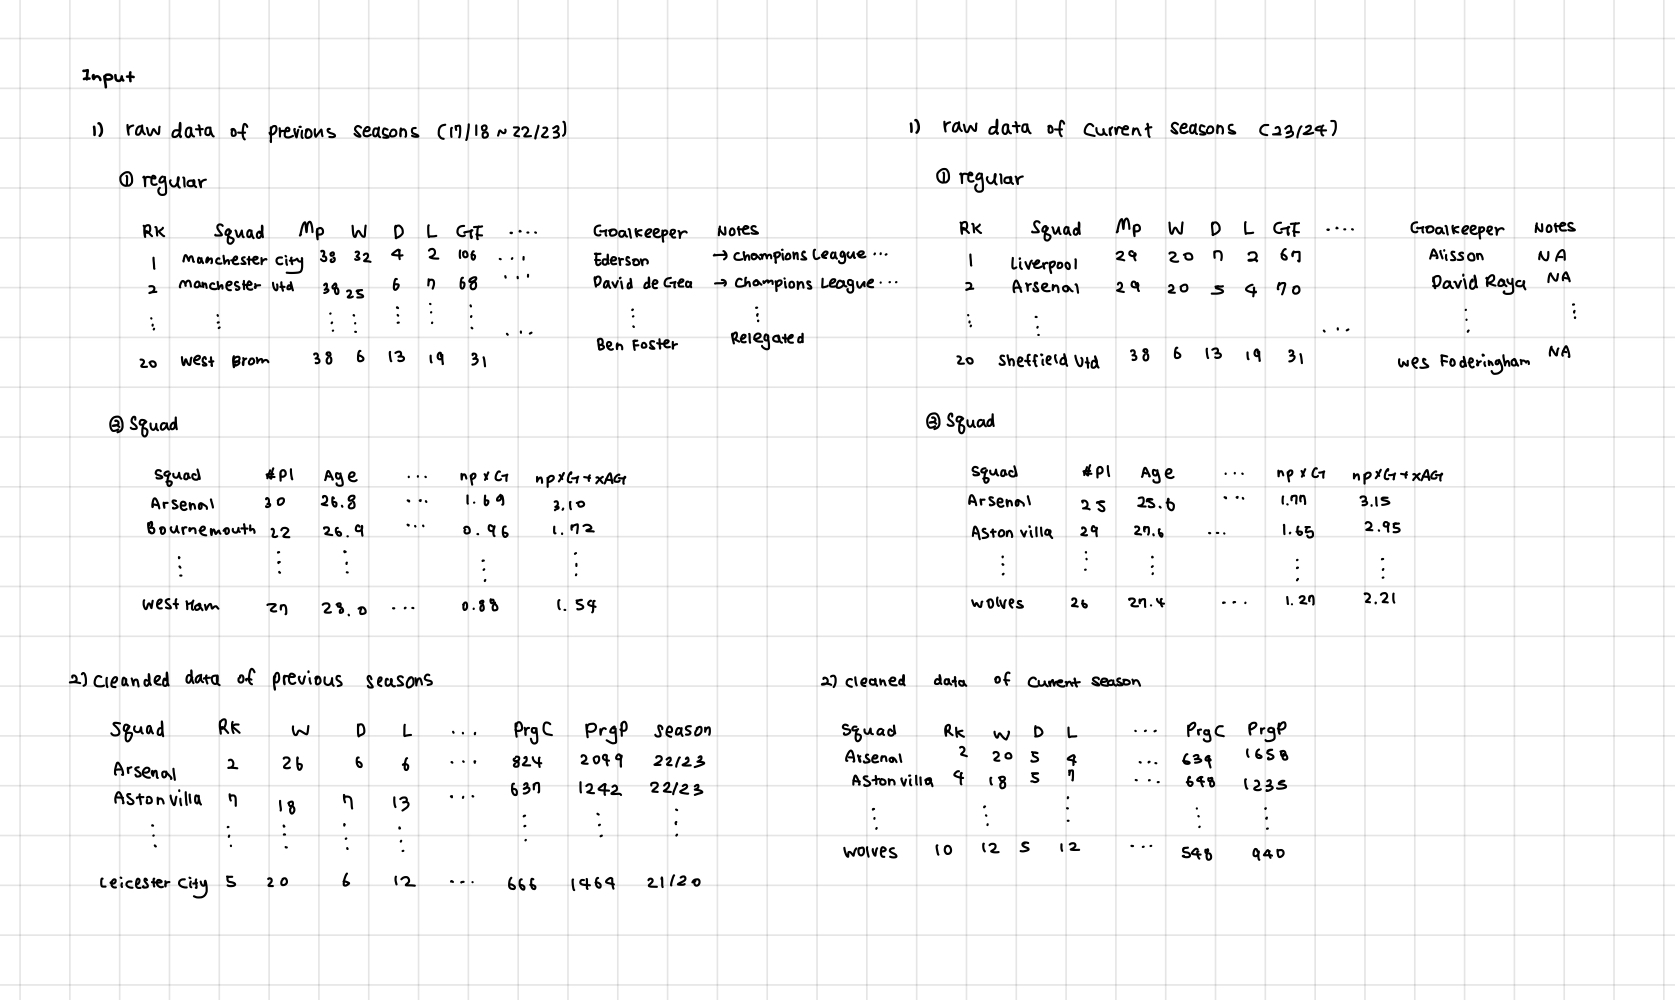 Input
1) raw data of previous seasons (17/18 ~ 22/23)
① regular
RK Squad Mp W D L GF ....
Goalkeeper Notes
1 Manchester City 38 32 4 2 106 ...
Ederson → Champions League ...
2 Manchester Utd 38 25 6 7 68 ...
David de Gea → Champions League ...
⋮ ⋮ ⋮ ⋮ ⋮ ⋮ ⋮ ... ⋮ ⋮
20 West Brom 38 6 13 19 31
Ben Foster Relegated
② Squad
Squad #Pl Age ... npxG npxG+xAG
Arsenal 30 26.8 ... 1.69 3.10
Bournemouth 22 26.9 ... 0.96 1.72
⋮ ⋮ ⋮ ⋮ ⋮
West Ham 27 28.0 ... 0.88 1.54
2) Cleanded data of previous seasons
Squad RK W D L ... PrgC PrgP season
Arsenal 2 26 6 6 ... 824 2049 22/23
Aston villa 7 18 7 13 ... 637 1242 22/23
⋮ ⋮ ⋮ ⋮ ⋮ ⋮ ⋮ ⋮
Leicester City 5 20 6 12 ... 666 1464 21/20
1) raw data of Current seasons (23/24)
① regular
RK Squad Mp W D L GF ....
Goalkeeper Notes
1 Liverpool 29 20 7 2 67
Alisson NA
2 Arsenal 29 20 5 4 70
David Raya NA
⋮ ⋮ ... ⋮ ⋮
20 Sheffield Utd 38 6 13 19 31
Wes Foderingham NA
② Squad
Squad #Pl Age ... npxG npxG+xAG
Arsenal 25 25.6 ... 1.77 3.15
Aston villa 29 27.6 ... 1.65 2.95
⋮ ⋮ ⋮ ⋮ ⋮
Wolves 26 27.4 ... 1.27 2.21
2) cleaned data of Current season
Squad RK W D L ... PrgC PrgP
Arsenal 2 20 5 4 ... 634 1658
Aston villa 4 18 5 7 ... 648 1235
⋮ ⋮ ⋮ ⋮ ⋮
Wolves 10 12 5 12 ... 548 940